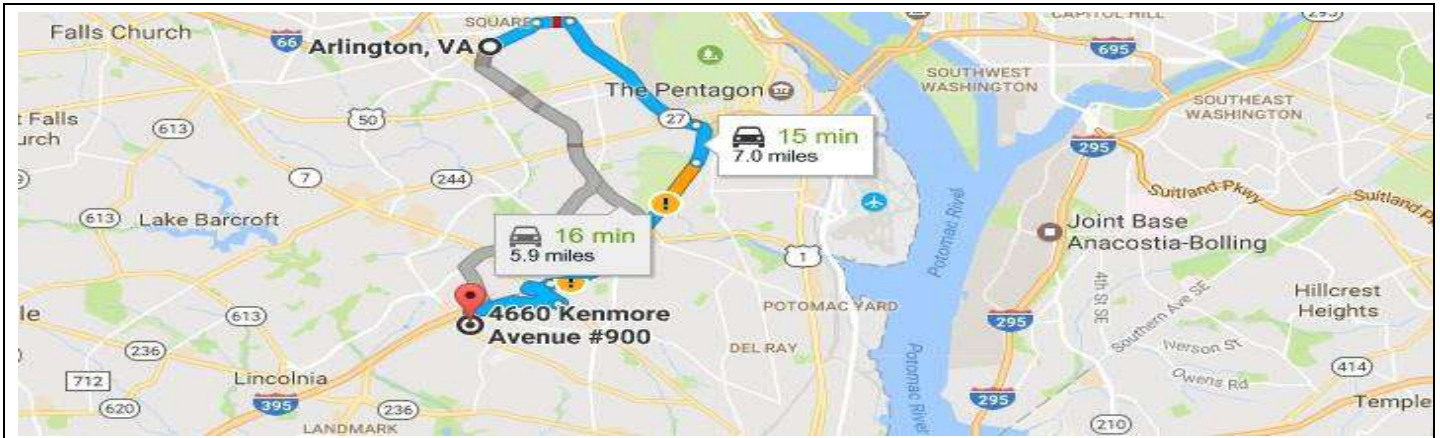 SQUARE
CAPITOL HILL
295
Falls Church
66
Arlington, VA
695
SOUTHWEST
WASHINGTON
The Pentagon
SOUTHEAST
WASHINGTON
t Falls
urch
613
50
27
15 min
7.0 miles
295
7
244
Suitland Pkwy
Suitland P
613
Lake Barcroft
16 min
5.9 miles
1
Potomac River
Joint Base
Anacostia-Bolling
4th St SE
Southern Ave SE
Hillcrest
Heights
le
613
4660 Kenmore
Avenue #900
POTOMAC YARD
295
236
DEL RAY
Iverson St
Potomac River
414
712
Lincolnia
Owens Rd
620
395
236
295
Temple
LANDMARK
210